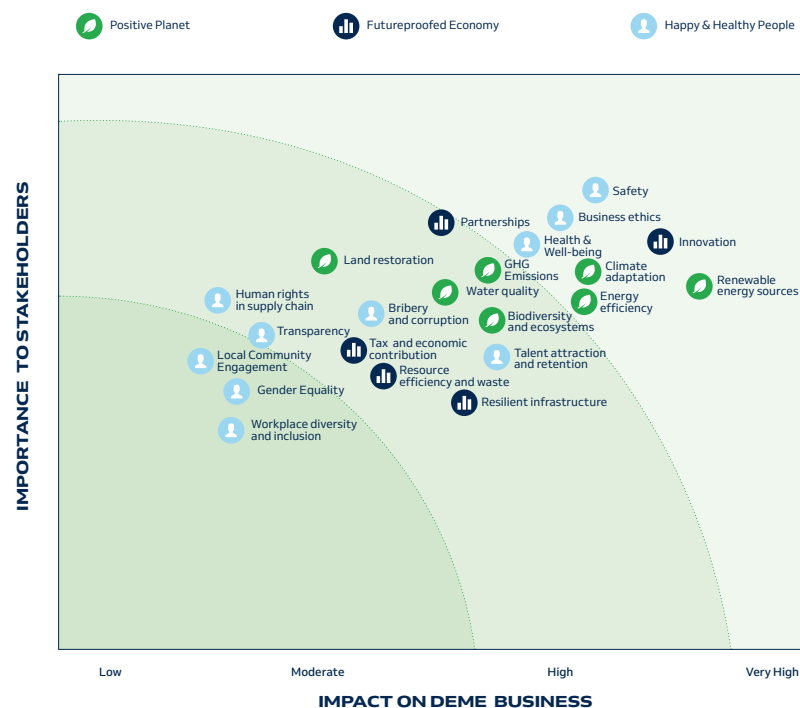 Positive Planet
Futureproofed Economy
Happy & Healthy People
IMPORTANCE TO STAKEHOLDERS
Safety
Business ethics
Partnerships
Innovation
Health &
Well-being
Land restoration
GHG
Emissions
Climate
adaptation
Renewable
energy sources
Water quality
Energy
efficiency
Human rights
in supply chain
Bribery
and corruption
Biodiversity
and ecosystems
Transparency
Tax and economic
contribution
Talent attraction
and retention
Local Community
Engagement
Resource
efficiency and waste
Gender Equality
Resilient infrastructure
Workplace diversity
and inclusion
Low
Moderate
High
Very High
IMPACT ON DEME BUSINESS